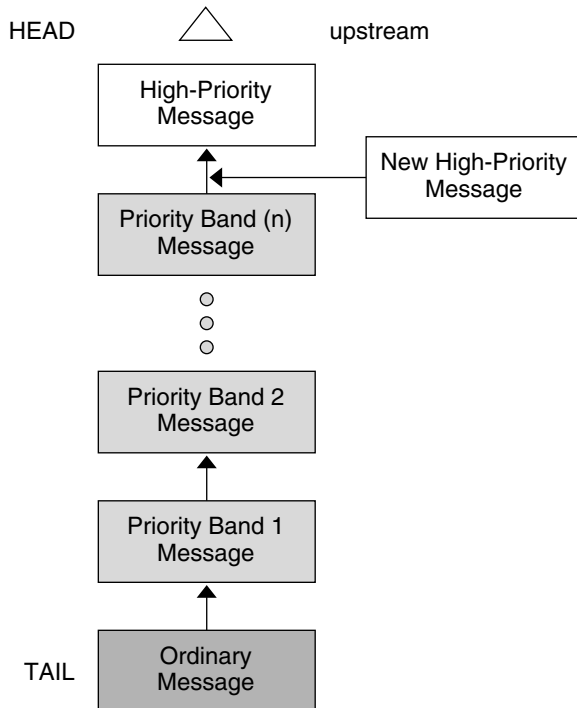 HEAD
upstream
High-Priority
Message
New High-Priority
Message
Priority Band (n)
Message
Priority Band 2
Message
Priority Band 1
Message
TAIL
Ordinary
Message